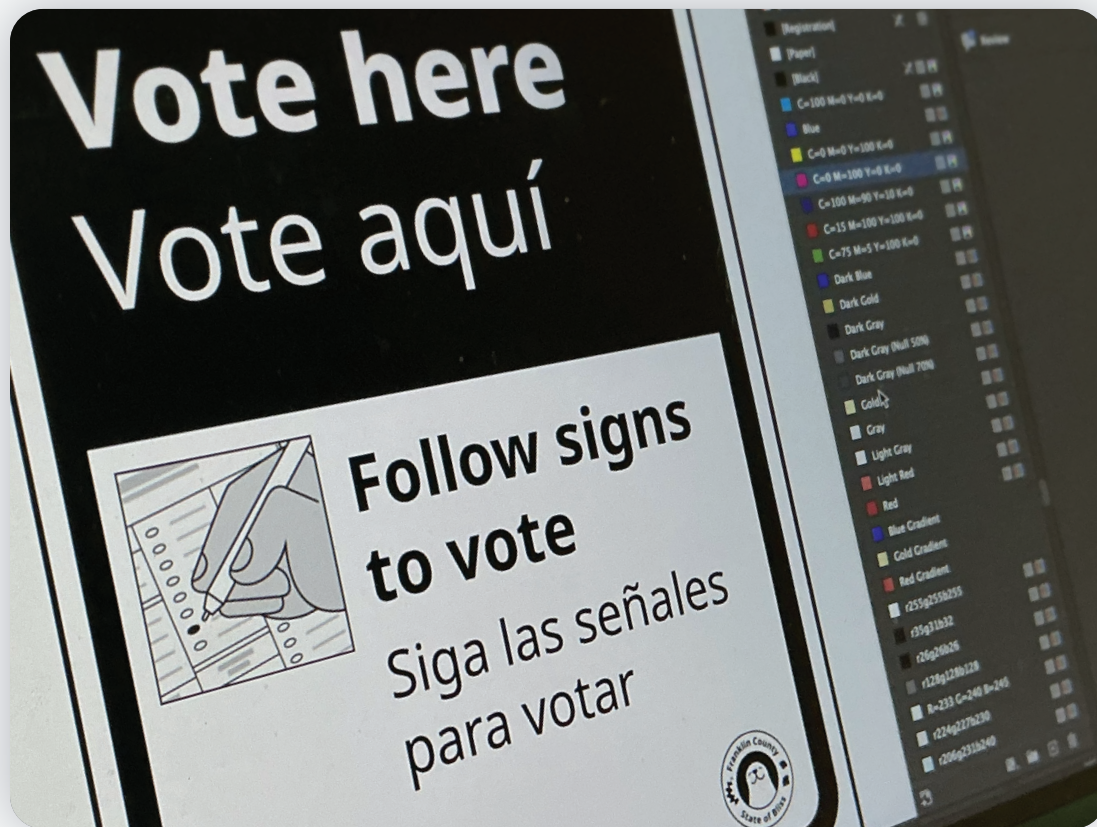 Vote here
Vote aquí
Follow signs
to vote
Siga las señales
para votar
Franklin County
State of Bliss
[Registration]
[Paper]
[Black]
C=100 M=0 Y=0 K=0
Blue
C=0 M=0 Y=100 K=0
C=0 M=100 Y=0 K=0
C=100 M=90 Y=10 K=0
C=15 M=100 Y=100 K=0
C=75 M=5 Y=100 K=0
Dark Blue
Dark Gold
Dark Gray
Dark Gray (Null 50%)
Dark Gray (Null 70%)
Gold
Gray
Light Gray
Light Red
Red
Blue Gradient
Gold Gradient
Red Gradient
r255g255b255
r35g31b32
r26g26b26
r128g128b128
R=233 G=240 B=245
r224g227b230
r206g231b240
Review